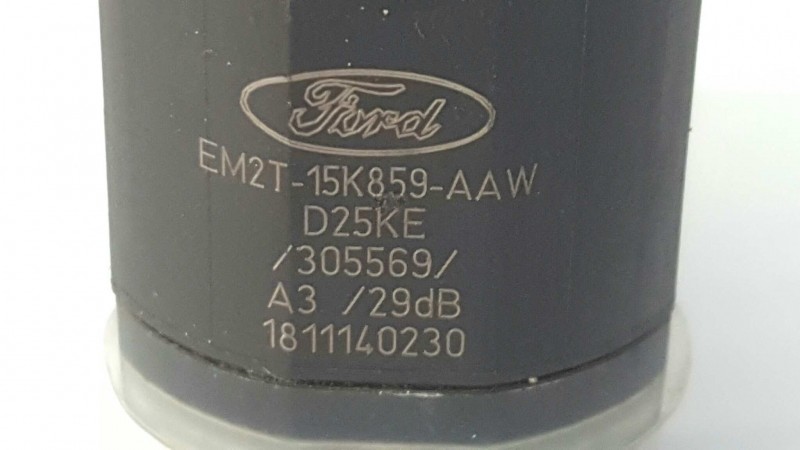 Ford
EM2T-15K859-AAW
D25KE
/305569/
A3 /29dB
1811140230